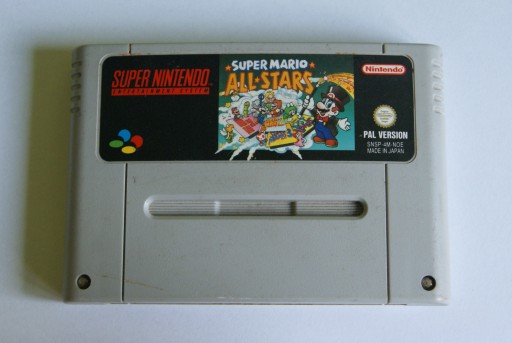 SUPER NINTENDO
ENTERTAINMENT SYSTEM
SUPER MARIO
ALL★STARS
Nintendo
PAL VERSION
SNSP-4M-NOE
MADE IN JAPAN